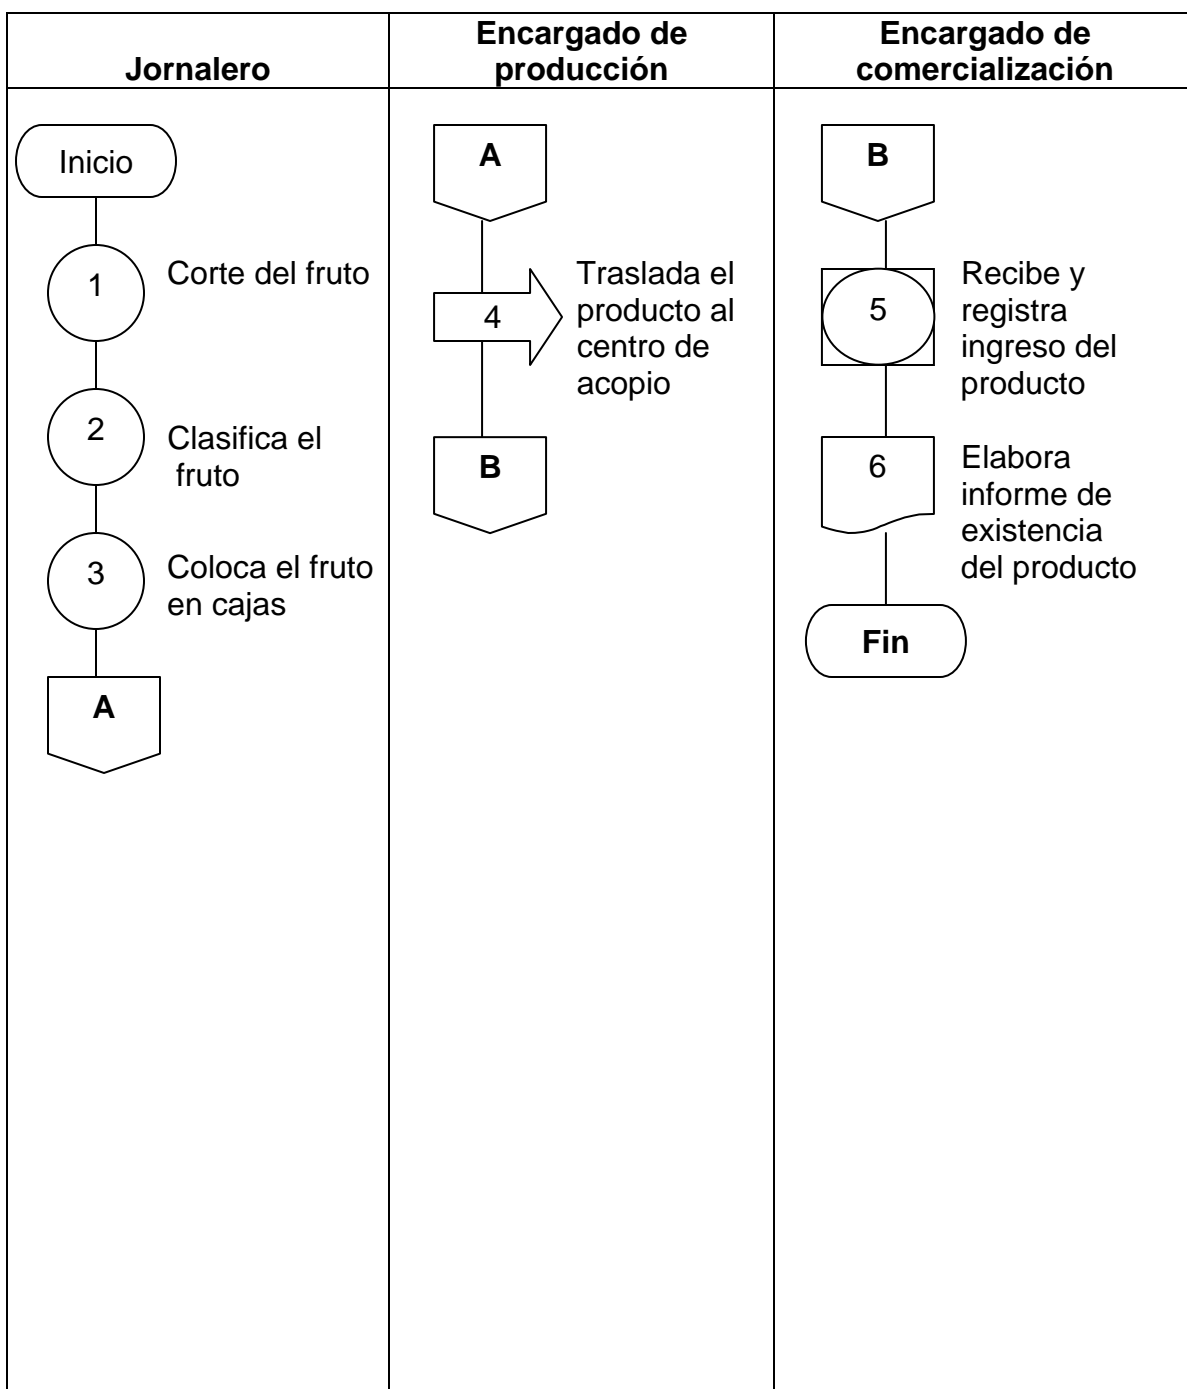 Jornalero
Encargado de
producción
Encargado de
comercialización
Inicio
1
Corte del fruto
2
Clasifica el
fruto
3
Coloca el fruto
en cajas
A
A
4
Traslada el
producto al
centro de
acopio
B
B
5
Recibe y
registra
ingreso del
producto
6
Elabora
informe de
existencia
del producto
Fin